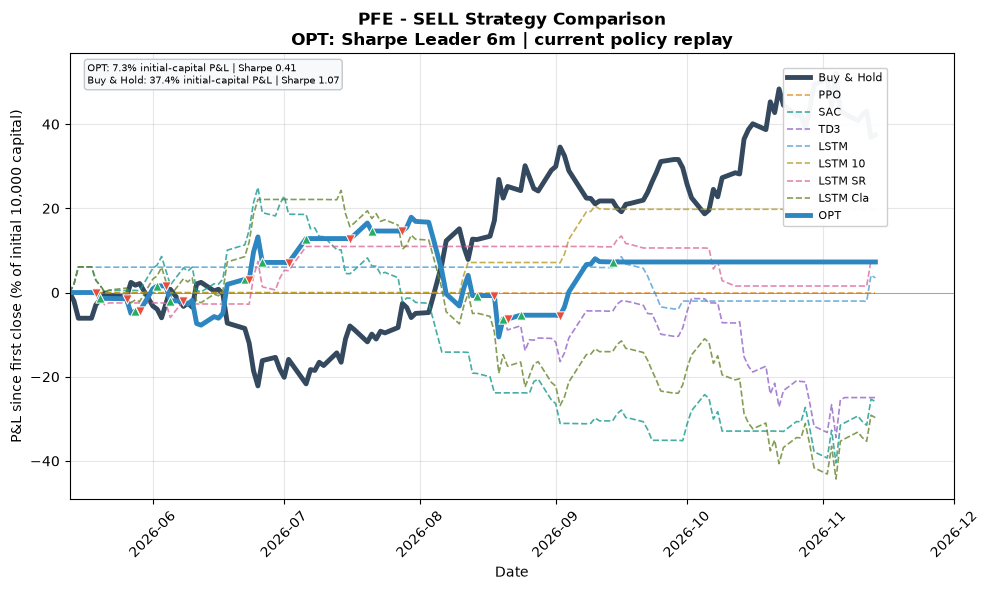 PFE - SELL Strategy Comparison
OPT: Sharpe Leader 6m | current policy replay
OPT: 7.3% initial-capital P&L | Sharpe 0.41
Buy & Hold: 37.4% initial-capital P&L | Sharpe 1.07
Buy & Hold
PPO
SAC
TD3
LSTM
LSTM 10
LSTM SR
LSTM Cla
OPT
P&L since first close (% of initial 10,000 capital)
40
20
0
−20
−40
2026-06
2026-07
2026-08
2026-09
2026-10
2026-11
2026-12
Date